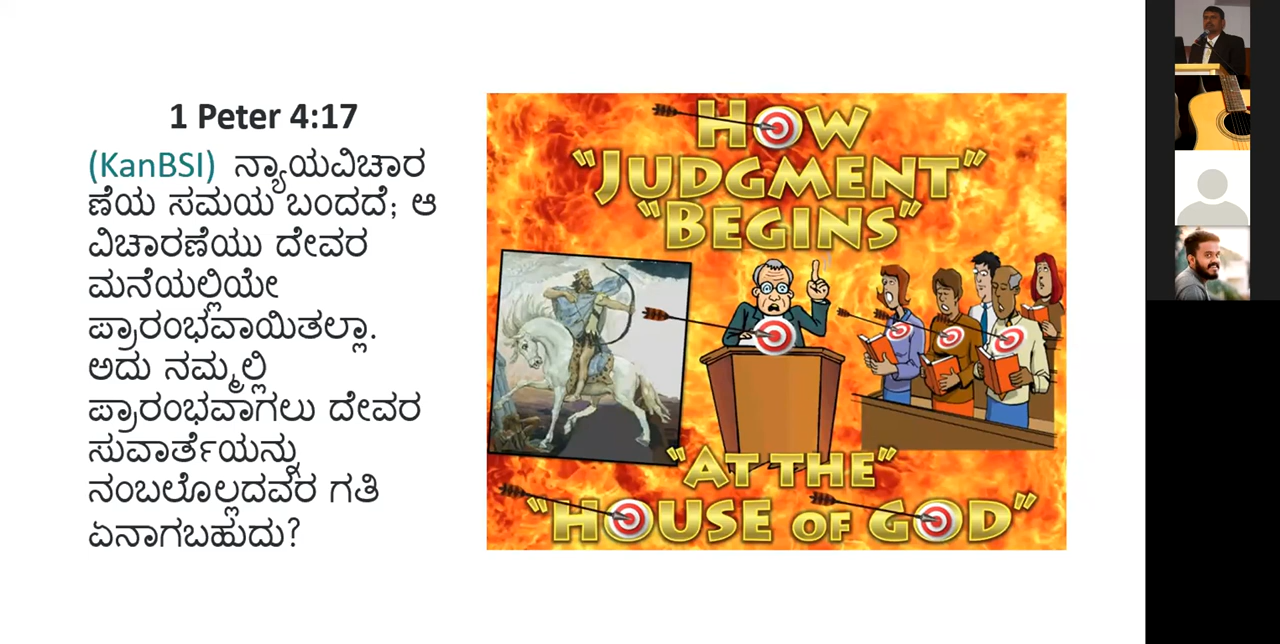 1 Peter 4:17
(KanBSI) ನ್ಯಾಯವಿಚಾರ
ಣೆಯ ಸಮಯ ಬಂದದೆ; ಆ
ವಿಚಾರಣೆಯು ದೇವರ
ಮನೆಯಲ್ಲಿಯೇ
ಪ್ರಾರಂಭವಾಯಿತಲ್ಲಾ.
ಅದು ನಮ್ಮಲ್ಲಿ
ಪ್ರಾರಂಭವಾಗಲು ದೇವರ
ಸುವಾರ್ತೆಯನ್ನು
ನಂಬಲೊಲ್ಲದವರ ಗತಿ
ಏನಾಗಬಹುದು?
HOW
"JUDGMENT"
"BEGINS"
"AT THE"
"HOUSE OF GOD"